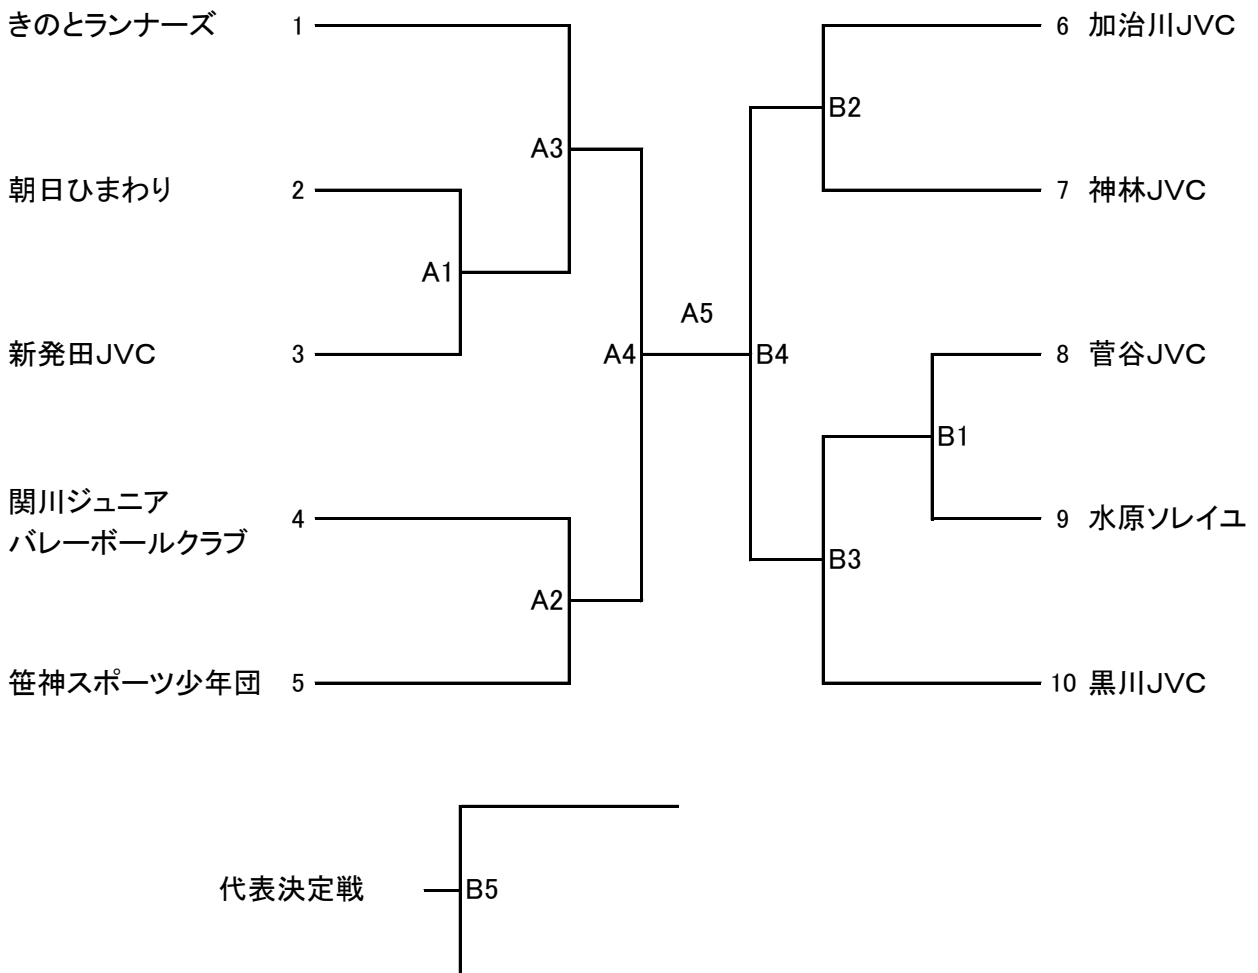 きのとランナーズ 1
6 加治川JVC
B2
A3
朝日ひまわり 2
7 神林JVC
A1
A5
新発田JVC 3
A4
B4
8 菅谷JVC
B1
関川ジュニア
バレーボールクラブ
4
9 水原ソレイユ
B3
A2
笹神スポーツ少年団 5
10 黒川JVC
代表決定戦
B5